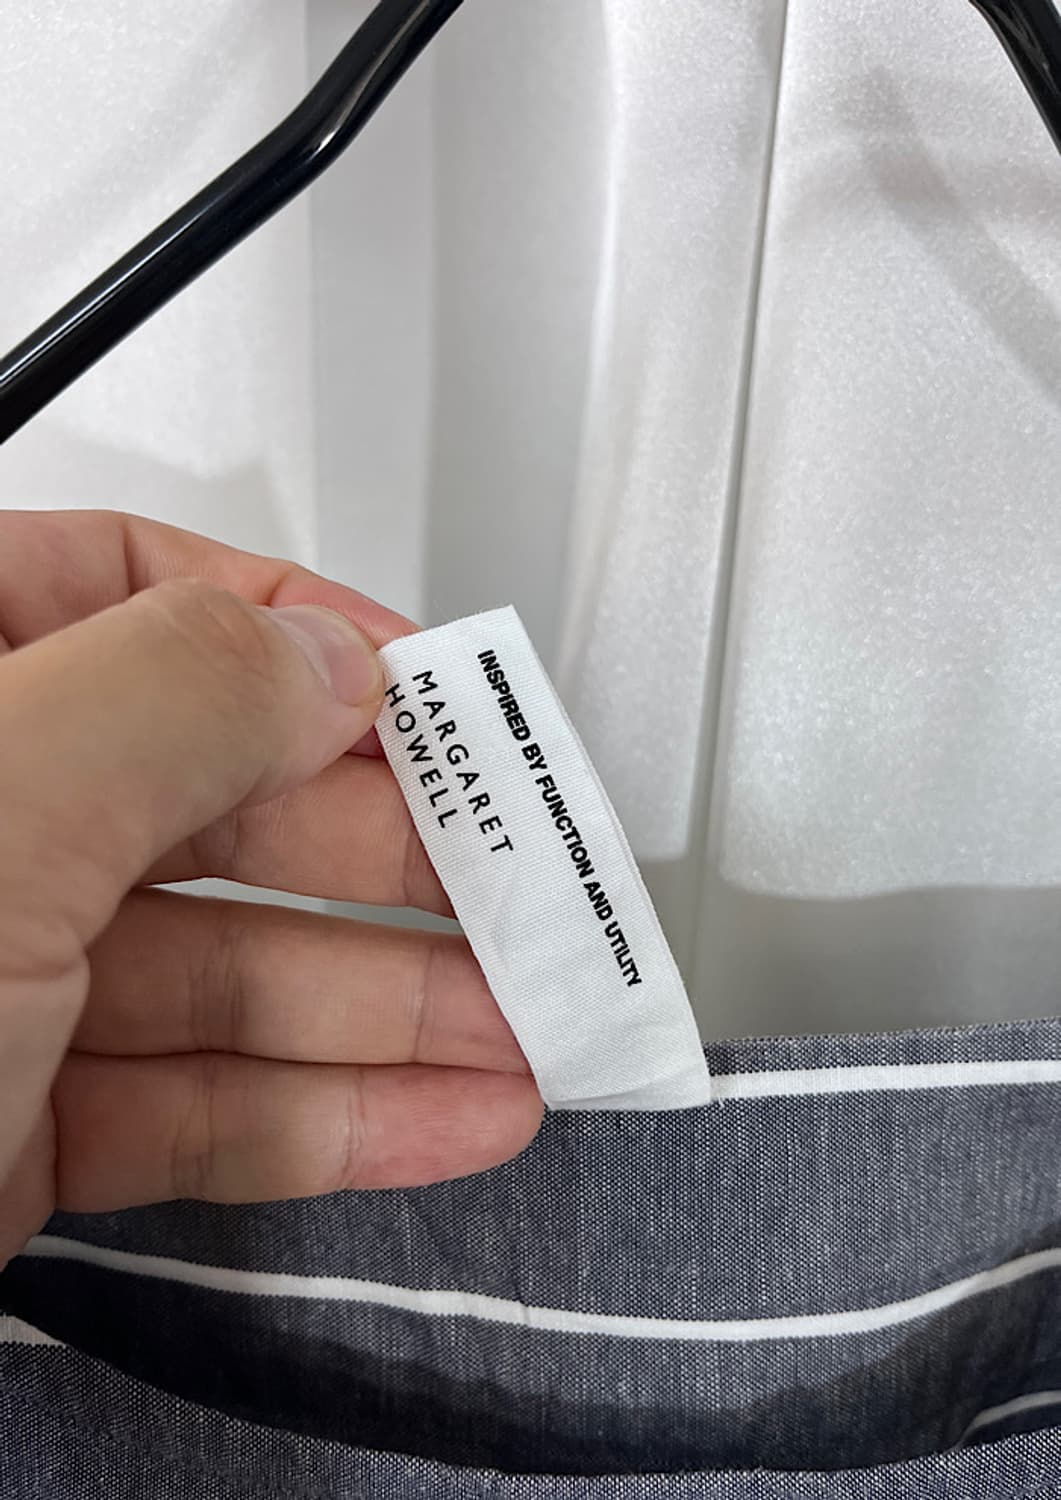 INSPIRED BY FUNCTION AND UTILITY
MARGARET
HOWELL